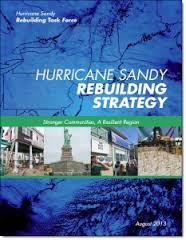 Hurricane Sandy
Rebuilding Task Force
HURRICANE SANDY
REBUILDING
STRATEGY
Stronger Communities, A Resilient Region
August 2013